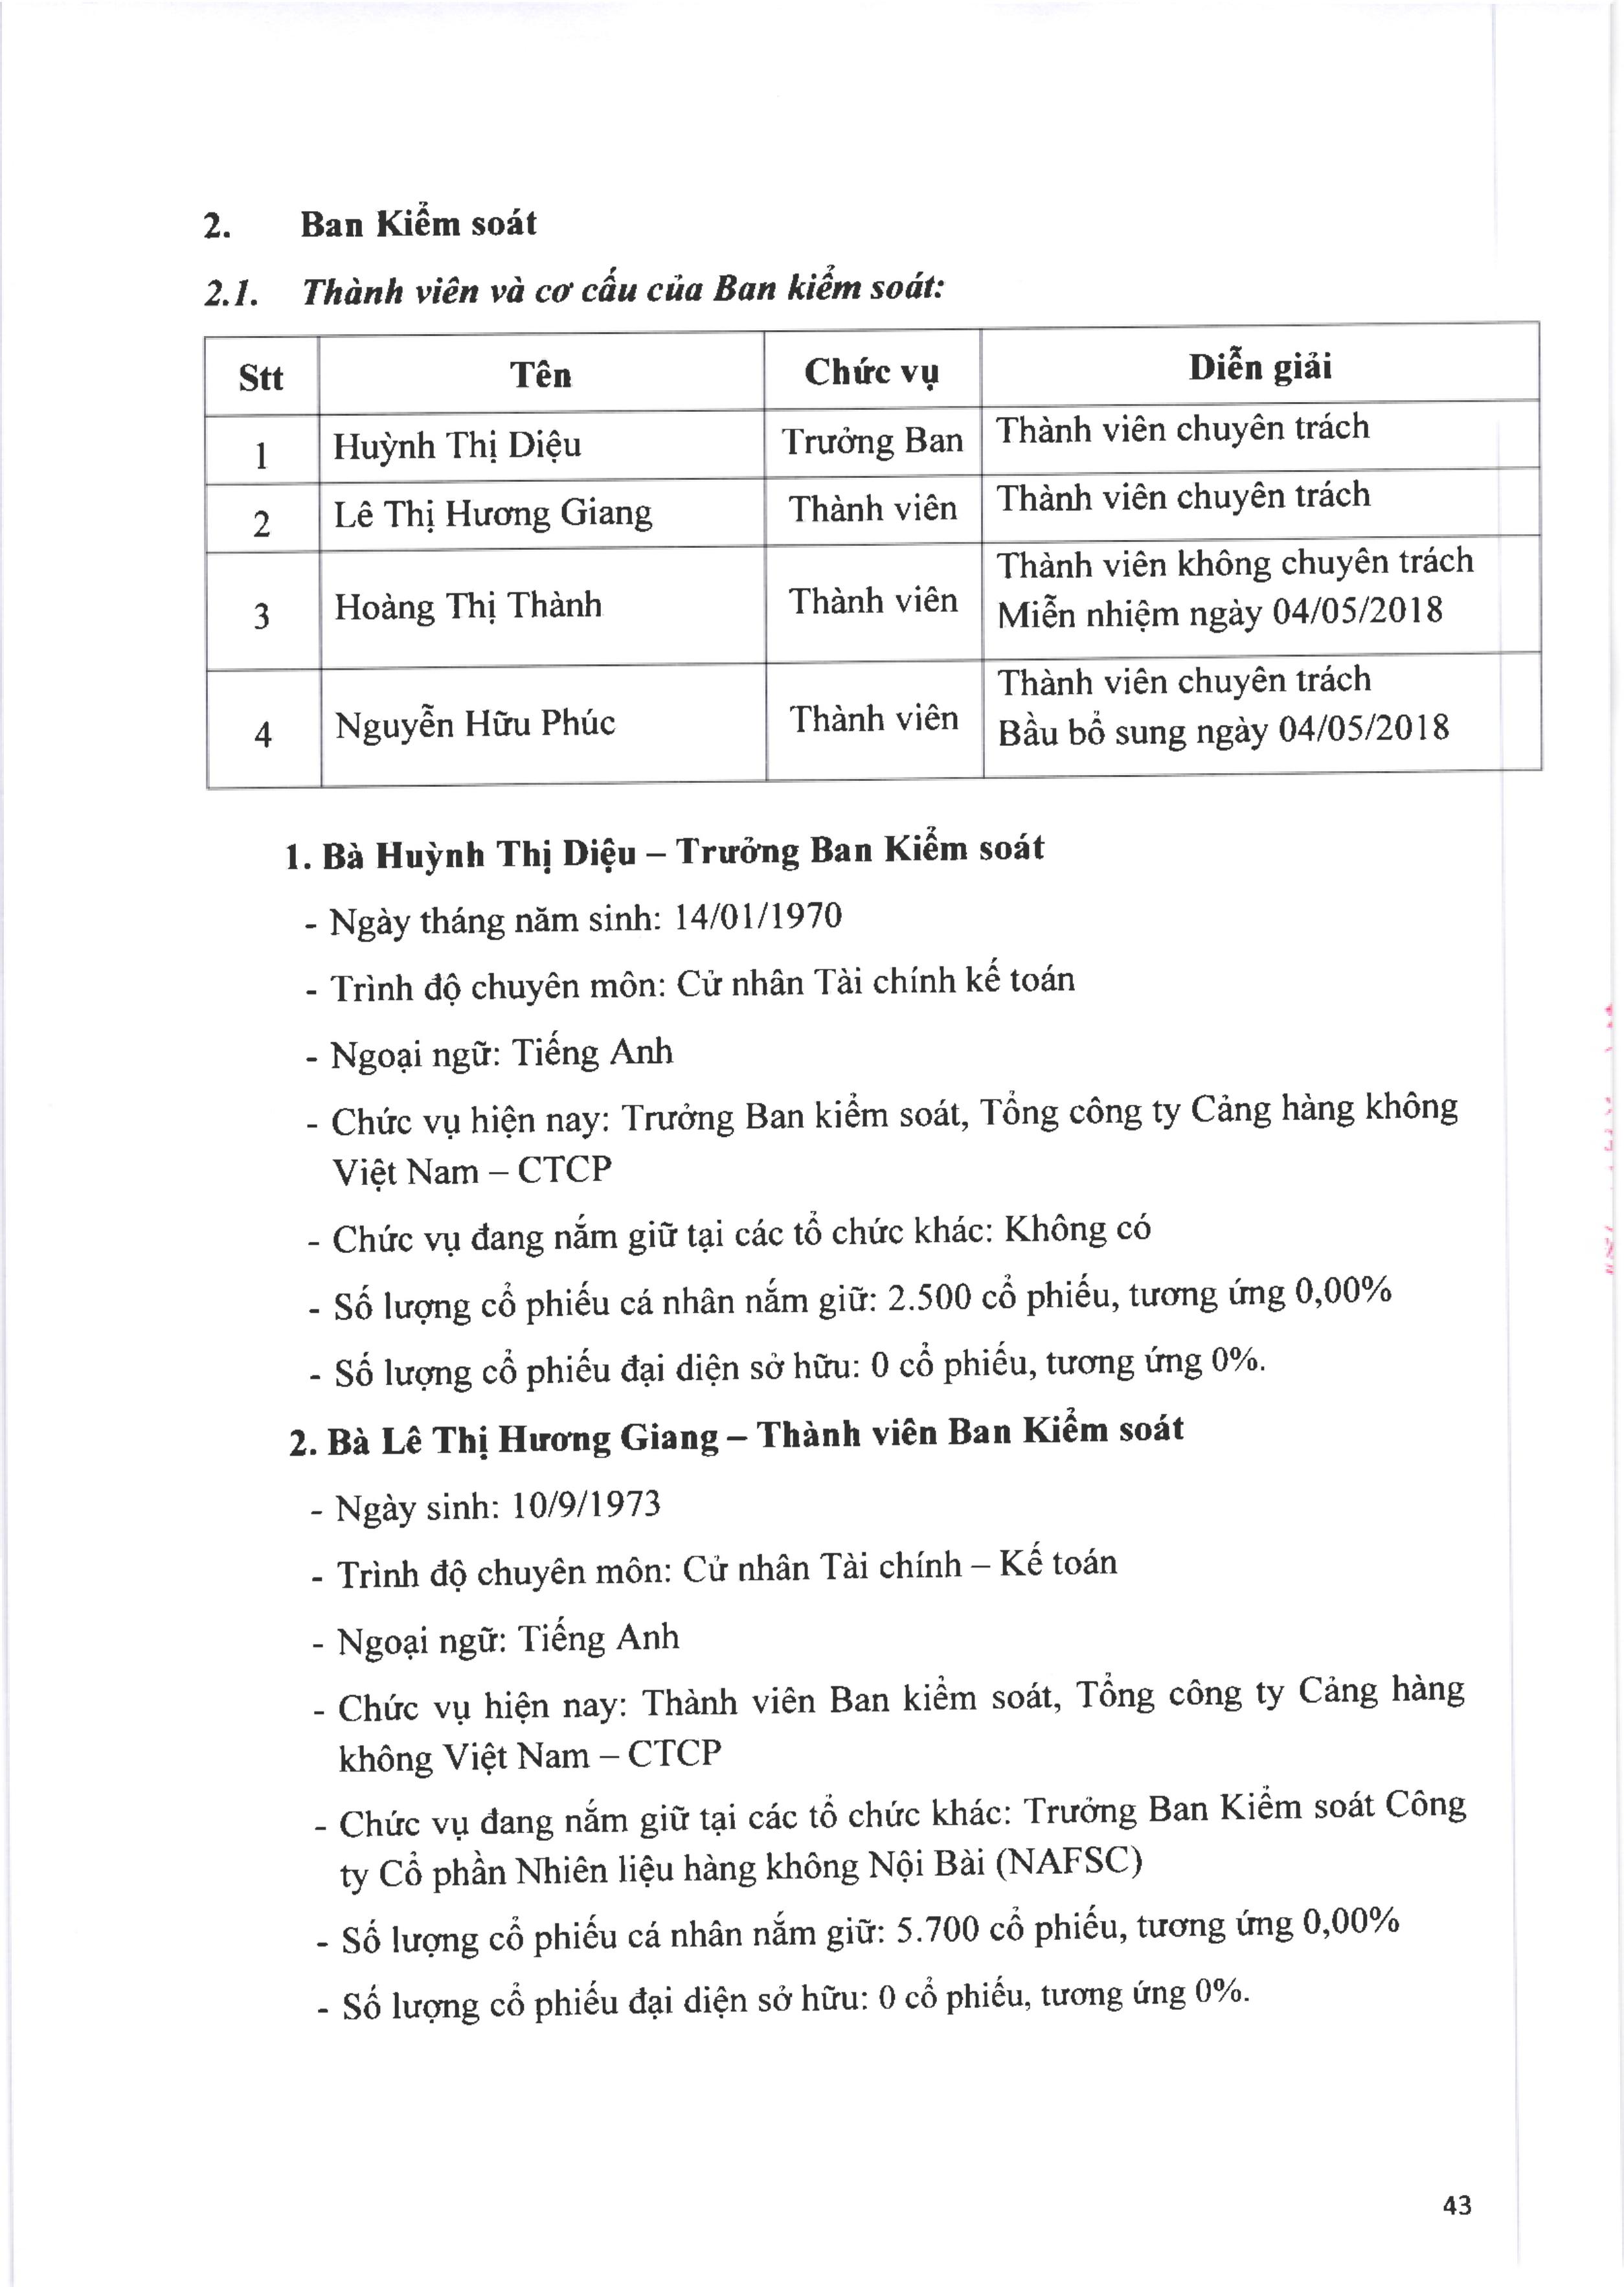 2. Ban Kiểm soát
2.1. Thành viên và cơ cấu của Ban kiểm soát:
Stt Tên Chức vụ Diễn giải
1 Huỳnh Thị Diệu Trưởng Ban Thành viên chuyên trách
2 Lê Thị Hương Giang Thành viên Thành viên chuyên trách
3 Hoàng Thị Thành Thành viên Thành viên không chuyên trách
Miễn nhiệm ngày 04/05/2018
4 Nguyễn Hữu Phúc Thành viên Thành viên chuyên trách
Bầu bổ sung ngày 04/05/2018
1. Bà Huỳnh Thị Diệu – Trưởng Ban Kiểm soát
- Ngày tháng năm sinh: 14/01/1970
- Trình độ chuyên môn: Cử nhân Tài chính kế toán
- Ngoại ngữ: Tiếng Anh
- Chức vụ hiện nay: Trưởng Ban kiểm soát, Tổng công ty Cảng hàng không
Việt Nam – CTCP
- Chức vụ đang nắm giữ tại các tổ chức khác: Không có
- Số lượng cổ phiếu cá nhân nắm giữ: 2.500 cổ phiếu, tương ứng 0,00%
- Số lượng cổ phiếu đại diện sở hữu: 0 cổ phiếu, tương ứng 0%.
2. Bà Lê Thị Hương Giang – Thành viên Ban Kiểm soát
- Ngày sinh: 10/9/1973
- Trình độ chuyên môn: Cử nhân Tài chính – Kế toán
- Ngoại ngữ: Tiếng Anh
- Chức vụ hiện nay: Thành viên Ban kiểm soát, Tổng công ty Cảng hàng
không Việt Nam – CTCP
- Chức vụ đang nắm giữ tại các tổ chức khác: Trưởng Ban Kiểm soát Công
ty Cổ phần Nhiên liệu hàng không Nội Bài (NAFSC)
- Số lượng cổ phiếu cá nhân nắm giữ: 5.700 cổ phiếu, tương ứng 0,00%
- Số lượng cổ phiếu đại diện sở hữu: 0 cổ phiếu, tương ứng 0%.
43